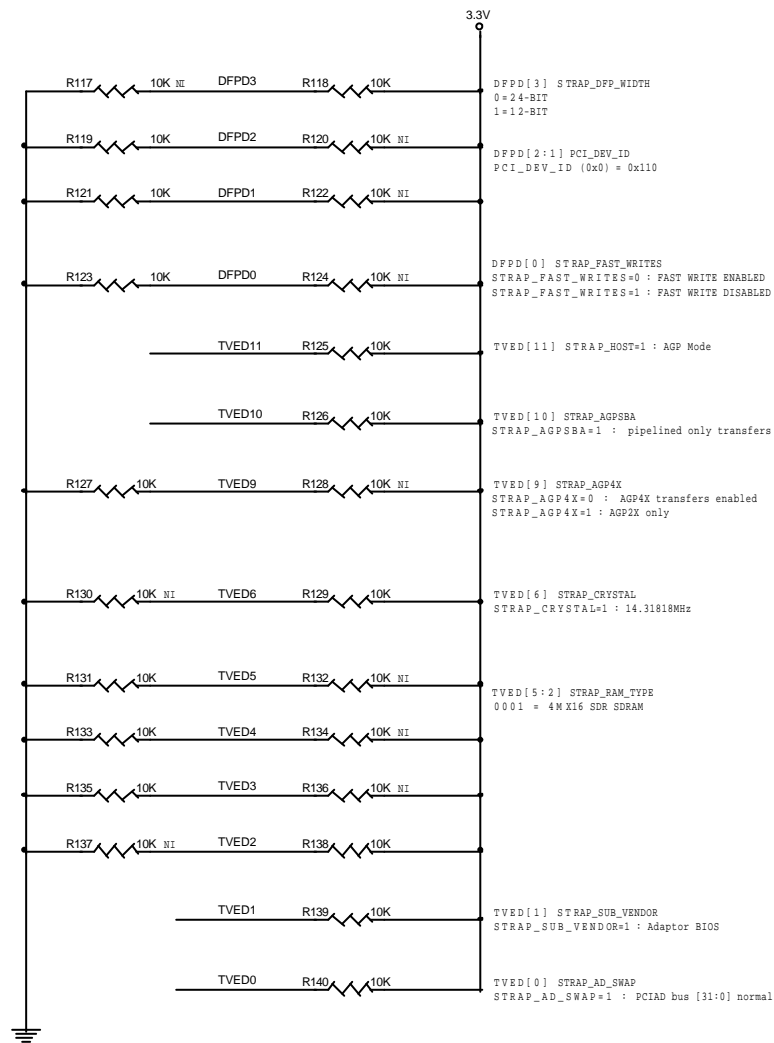 3.3V
R117 10K NI DFPD3 R118 10K DFPD[3] STRAP_DFP_WIDTH
0=24-BIT
1=12-BIT
R119 10K DFPD2 R120 10K NI
DFPD[2:1] PCI_DEV_ID
PCI_DEV_ID (0x0) = 0x110
R121 10K DFPD1 R122 10K NI
DFPD[0] STRAP_FAST_WRITES
R123 10K DFPD0 R124 10K NI STRAP_FAST_WRITES=0 : FAST WRITE ENABLED
STRAP_FAST_WRITES=1 : FAST WRITE DISABLED
TVED11 R125 10K TVED[11] STRAP_HOST=1 : AGP Mode
TVED10 R126 10K TVED[10] STRAP_AGPSBA
STRAP_AGPSBA=1 : pipelined only transfers
R127 10K TVED9 R128 10K NI TVED[9] STRAP_AGP4X
STRAP_AGP4X=0 : AGP4X transfers enabled
STRAP_AGP4X=1 : AGP2X only
R130 10K NI TVED6 R129 10K TVED[6] STRAP_CRYSTAL
STRAP_CRYSTAL=1 : 14.31818MHz
R131 10K TVED5 R132 10K NI
TVED[5:2] STRAP_RAM_TYPE
0001 = 4MX16 SDR SDRAM
R133 10K TVED4 R134 10K NI
R135 10K TVED3 R136 10K NI
R137 10K NI TVED2 R138 10K
TVED1 R139 10K TVED[1] STRAP_SUB_VENDOR
STRAP_SUB_VENDOR=1 : Adaptor BIOS
TVED0 R140 10K TVED[0] STRAP_AD_SWAP
STRAP_AD_SWAP=1 : PCIAD bus [31:0] normal